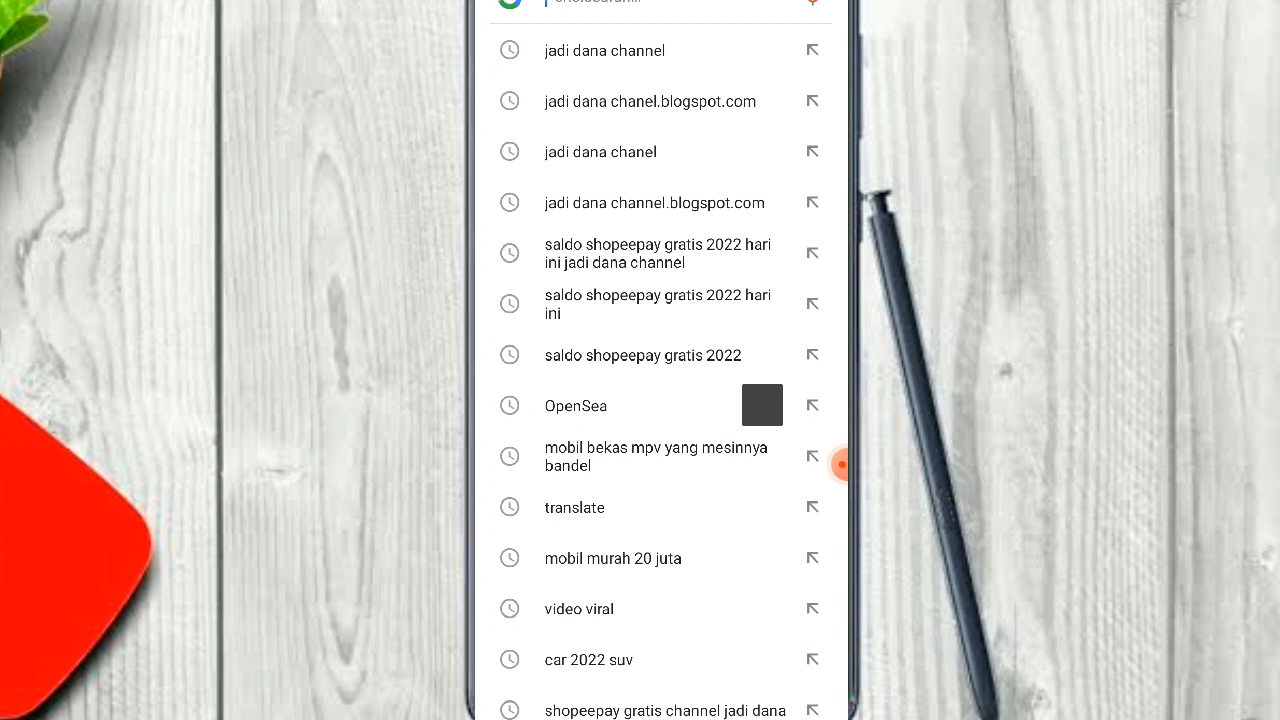 jadi dana channel
jadi dana chanel.blogspot.com
jadi dana chanel
jadi dana channel.blogspot.com
saldo shopeepay gratis 2022 hari
ini jadi dana channel
saldo shopeepay gratis 2022 hari
ini
saldo shopeepay gratis 2022
OpenSea
mobil bekas mpv yang mesinnya
bandel
translate
mobil murah 20 juta
video viral
car 2022 suv
shopeepay gratis channel jadi dana